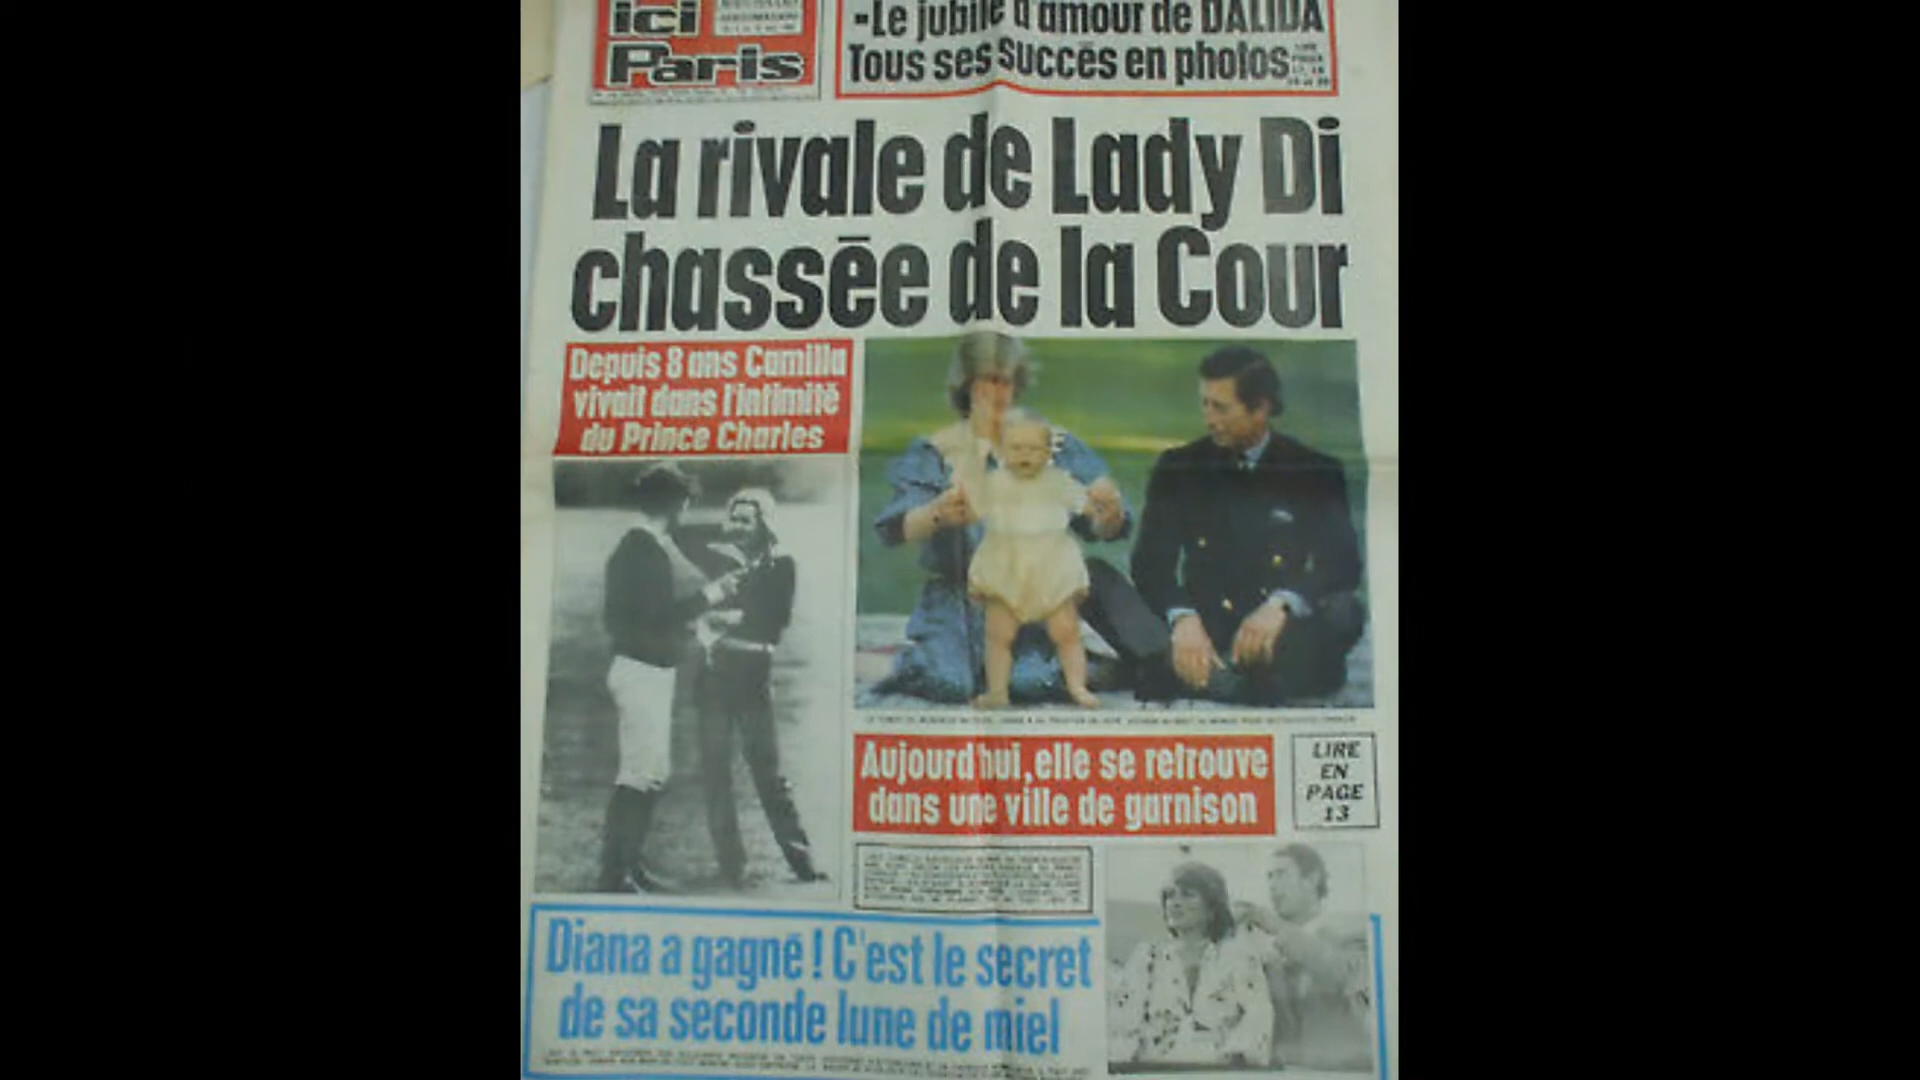 ici
Paris
-Le jubilé d'amour de DALIDA
Tous ses Succès en photos
La rivale de Lady Di
chassée de la Cour
Depuis 8 ans Camilla
vivait dans l'intimité
du Prince Charles
Aujourd'hui, elle se retrouve
dans une ville de garnison
LIRE
EN
PAGE
13
Diana a gagné ! C'est le secret
de sa seconde lune de miel